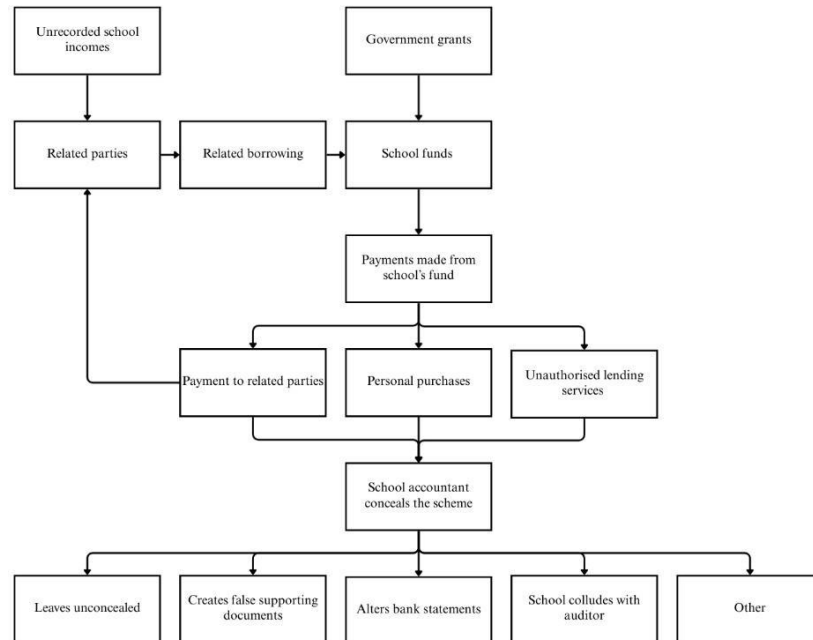 Unrecorded school
incomes
Government grants
Related parties
Related borrowing
School funds
Payments made from
school's fund
Payment to related parties
Personal purchases
Unauthorised lending
services
School accountant
conceals the scheme
Leaves unconcealed
Creates false supporting
documents
Alters bank statements
School colludes with
auditor
Other